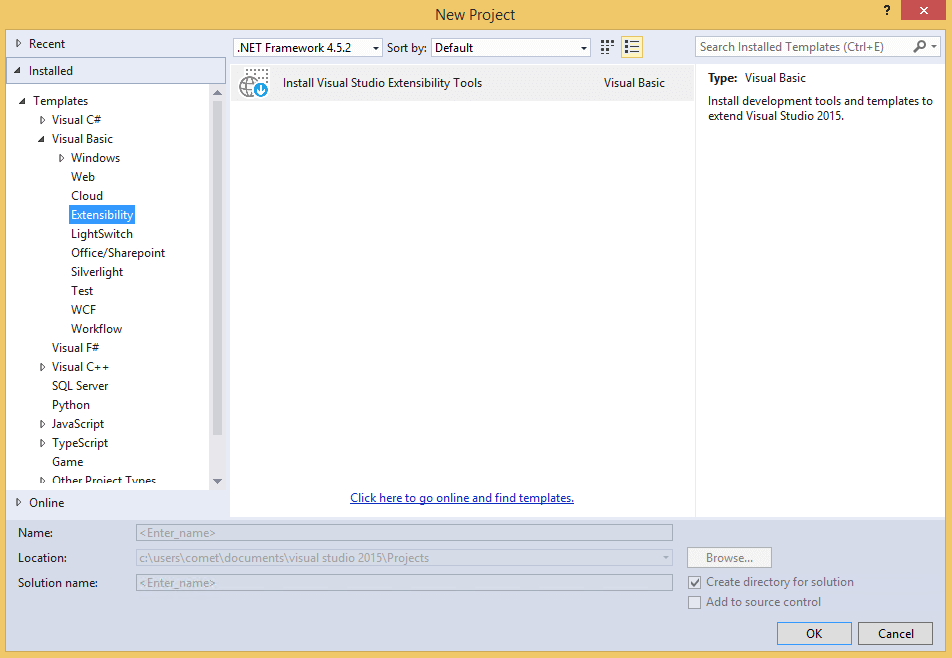 New Project
?
Recent
Installed
.NET Framework 4.5.2
Sort by:
Default
Search Installed Templates (Ctrl+E)
Templates
Visual C#
Visual Basic
Windows
Web
Cloud
Extensibility
LightSwitch
Office/Sharepoint
Silverlight
Test
WCF
Workflow
Visual F#
Visual C++
SQL Server
Python
JavaScript
TypeScript
Game
Other Project Types
Online
Install Visual Studio Extensibility Tools
Visual Basic
Click here to go online and find templates.
Type: Visual Basic
Install development tools and templates to
extend Visual Studio 2015.
Name:
<Enter_name>
Location:
c:\users\comet\documents\visual studio 2015\Projects
Browse...
Solution name:
<Enter_name>
Create directory for solution
Add to source control
OK
Cancel